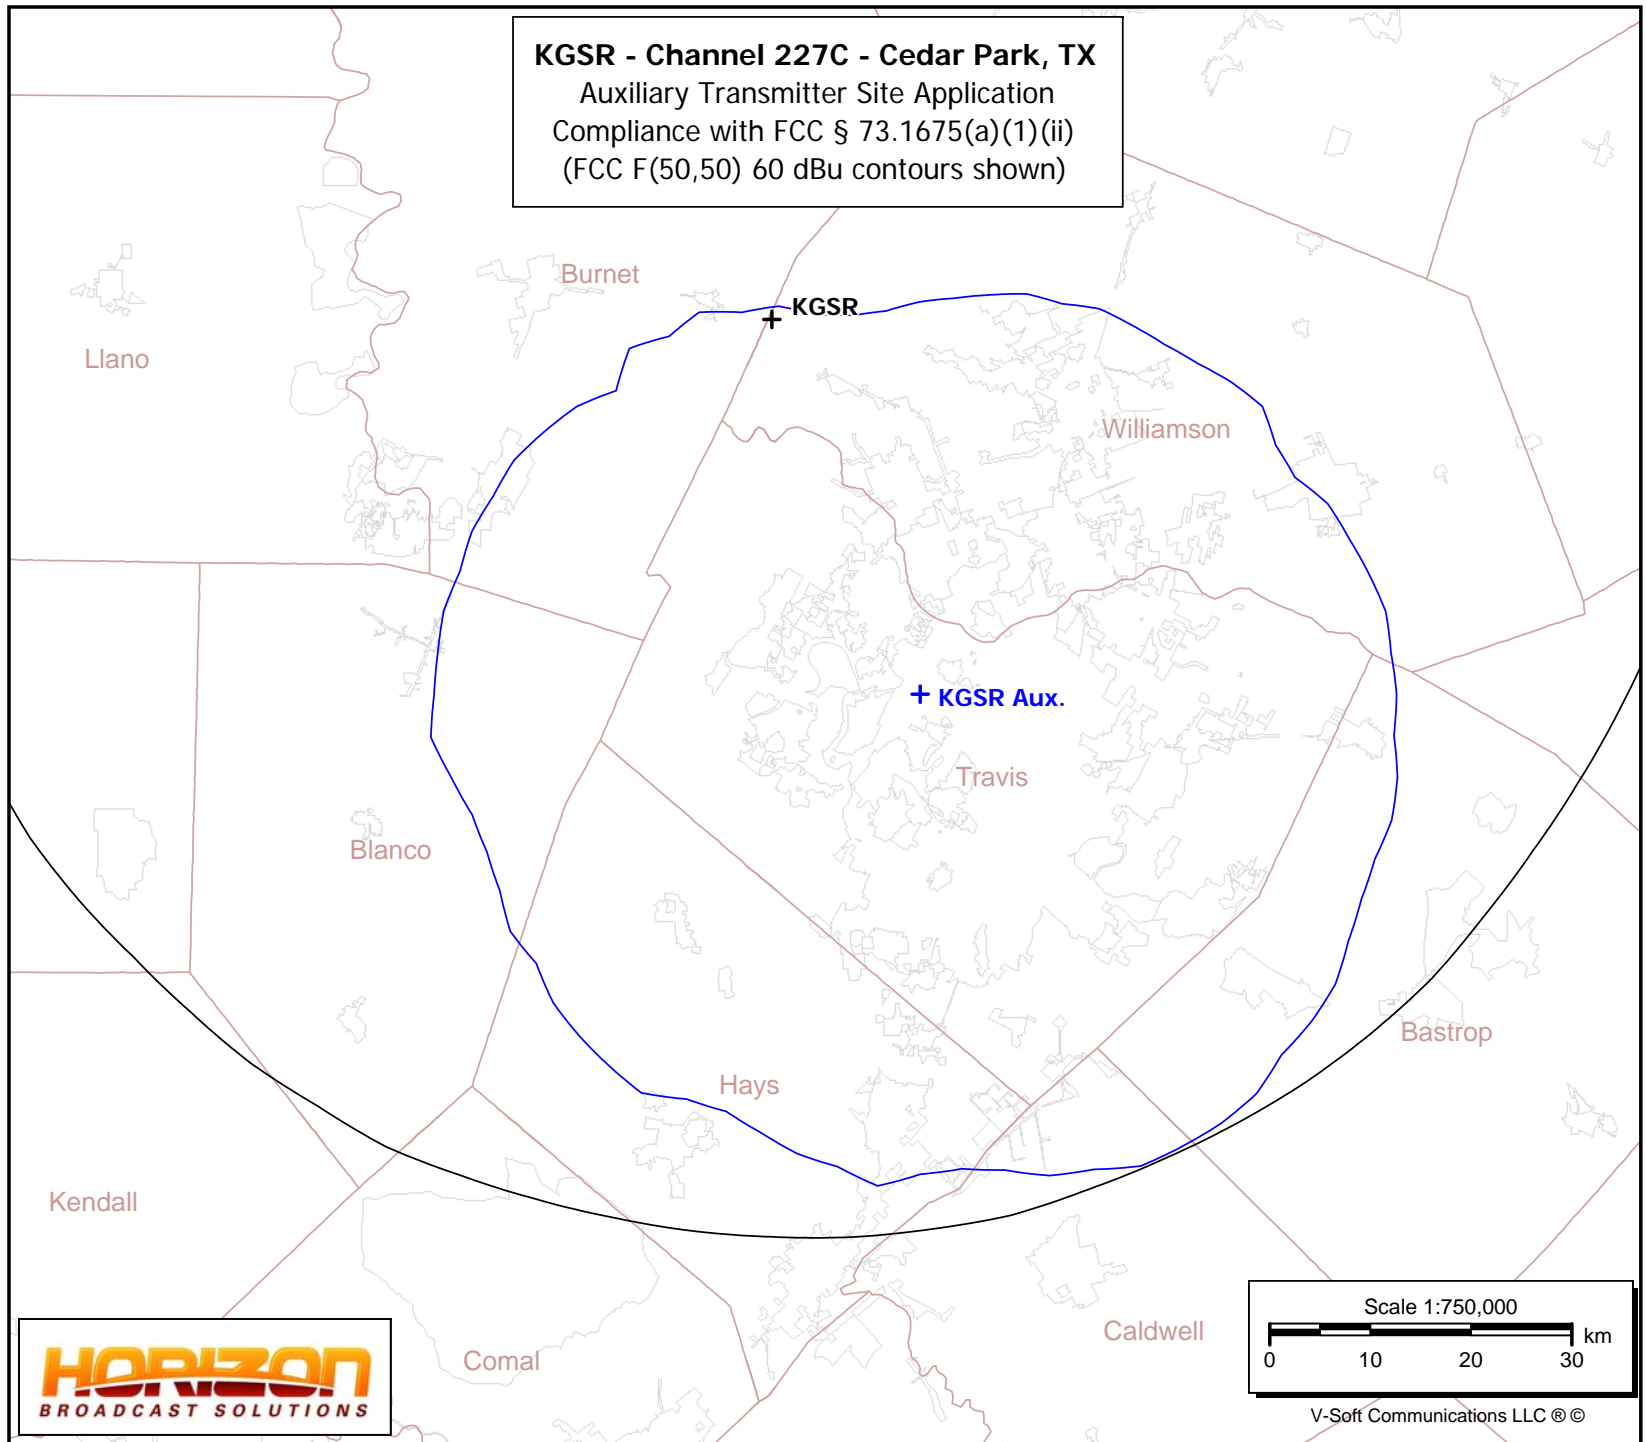 KGSR - Channel 227C - Cedar Park, TX
Auxiliary Transmitter Site Application
Compliance with FCC § 73.1675(a)(1)(ii)
(FCC F(50,50) 60 dBu contours shown)
Burnet
KGSR
Llano
Williamson
KGSR Aux.
Travis
Blanco
Bastrop
Hays
Kendall
Caldwell
Comal
Scale 1:750,000
km
0 10 20 30
V-Soft Communications LLC ® ©
HORIZON
BROADCAST SOLUTIONS